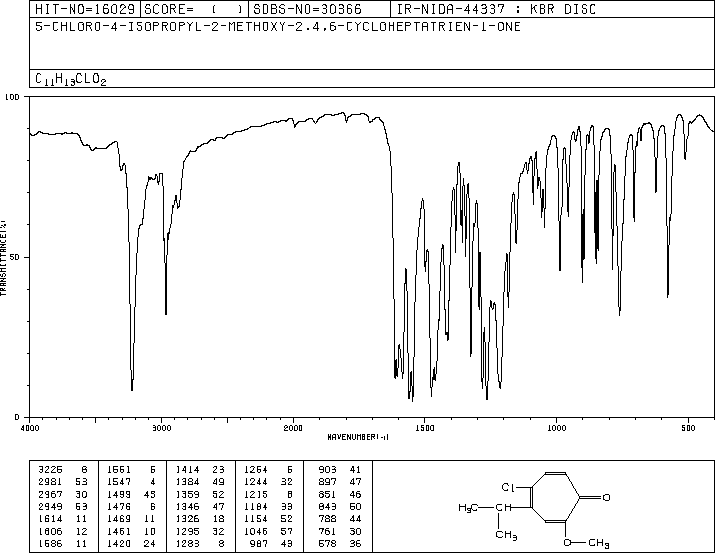 HIT-NO=16029 SCORE= ( ) SDBS-NO=30366 IR-NIDA-44337 : KBR DISC
5-CHLORO-4-ISOPROPYL-2-METHOXY-2,4,6-CYCLOHEPTATRIEN-1-ONE
C11H13CLO2
100
50
0
TRANSMITTANCE(%)
4000 3000 2000 1500 1000 500
WAVENUMBER(-1)
3225 8 1561 5 1414 23 1264 5 903 41
2981 53 1547 4 1384 49 1244 32 897 47
2967 30 1499 45 1359 52 1215 8 851 46
2949 53 1476 6 1346 47 1184 33 849 50
1614 11 1469 11 1326 18 1154 52 788 44
1606 12 1461 10 1295 32 1046 57 761 30
1586 11 1420 24 1283 8 987 43 578 36
Cl
H3C CH
CH3
O
O CH3